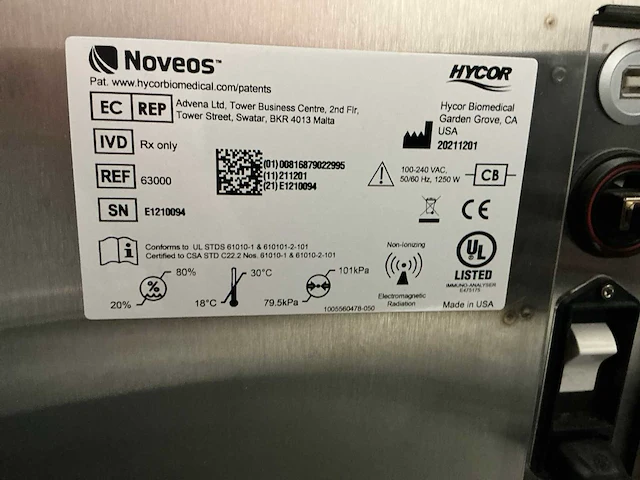 Noveos™
Pat. www.hycorbiomedical.com/patents
EC REP
Advena Ltd, Tower Business Centre, 2nd Flr,
Tower Street, Swatar, BKR 4013 Malta
IVD Rx only
REF 63000
SN E1210094
(01)00816879022995
(11)211201
(21)E1210094
HYCOR
Hycor Biomedical
Garden Grove, CA
USA
20211201
100-240 VAC,
50/60 Hz, 1250 W
CB
CE
Conforms to UL STDS 61010-1 & 610101-2-101
Certified to CSA STD C22.2 Nos. 61010-1 & 61010-2-101
20% % 80%
18°C 30°C
79.5kPa 101kPa
Non-Ionizing
Electromagnetic
Radiation
UL
LISTED
IMMUNO-ANALYSER
E475175
1005560478-050
Made in USA